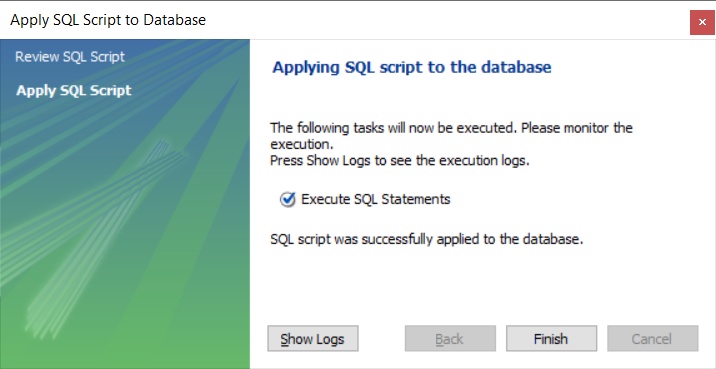 Apply SQL Script to Database
Review SQL Script
Apply SQL Script
Applying SQL script to the database
The following tasks will now be executed. Please monitor the
execution.
Press Show Logs to see the execution logs.
Execute SQL Statements
SQL script was successfully applied to the database.
Show Logs
Back
Finish
Cancel